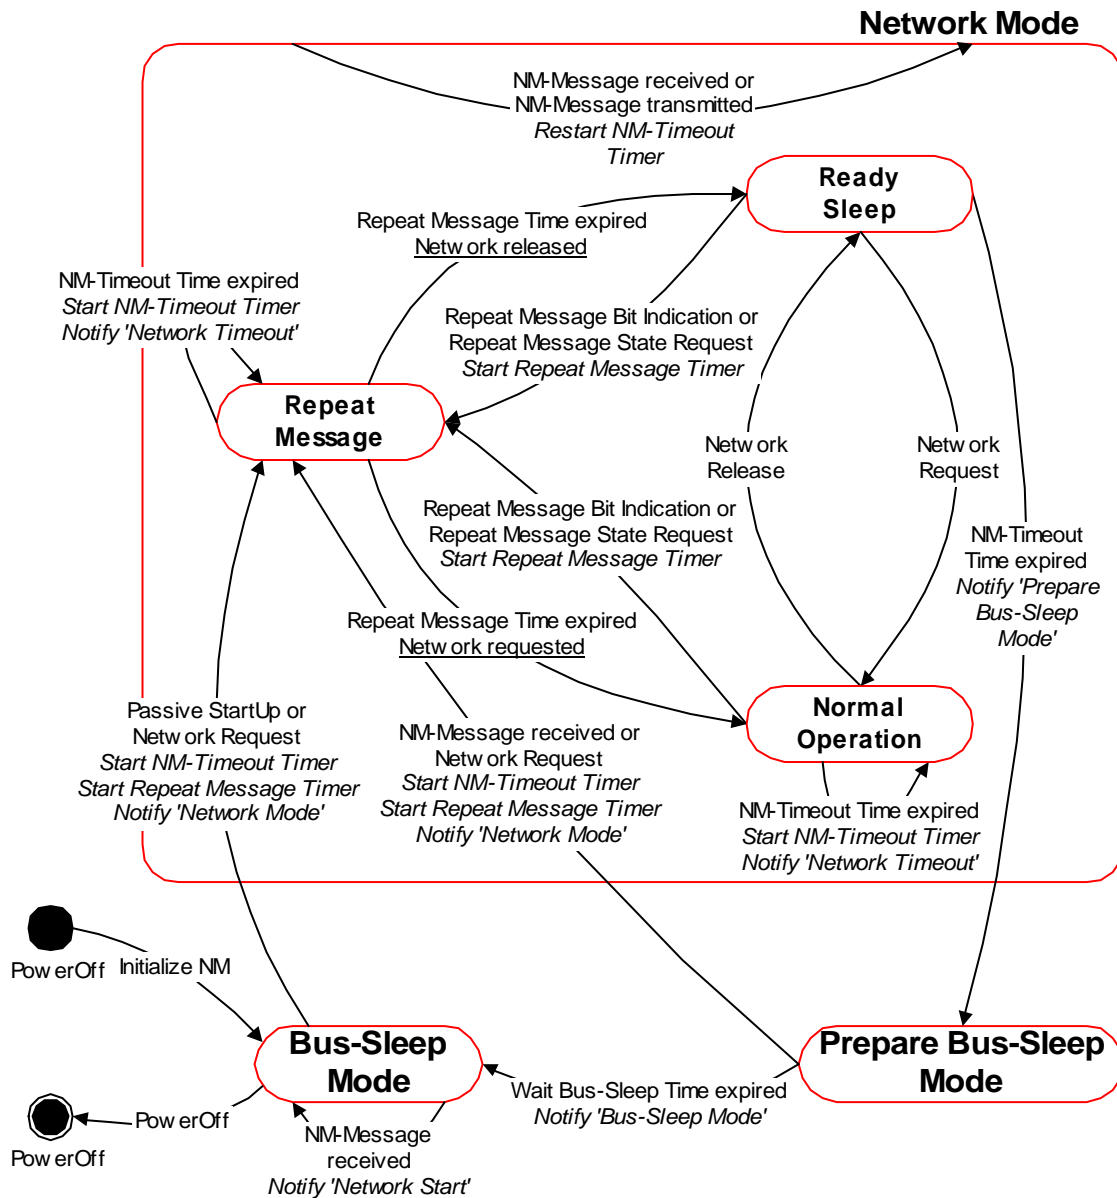 Network Mode
NM-Message received or
NM-Message transmitted
Restart NM-Timeout
Timer
Ready
Sleep
Repeat Message Time expired
Network released
NM-Timeout Time expired
Start NM-Timeout Timer
Notify 'Network Timeout'
Repeat Message Bit Indication or
Repeat Message State Request
Start Repeat Message Timer
Repeat
Message
Network
Release
Network
Request
Repeat Message Bit Indication or
Repeat Message State Request
Start Repeat Message Timer
NM-Timeout
Time expired
Notify 'Prepare
Bus-Sleep
Mode'
Repeat Message Time expired
Network requested
Passive StartUp or
Network Request
Start NM-Timeout Timer
Start Repeat Message Timer
Notify 'Network Mode'
NM-Message received or
Network Request
Start NM-Timeout Timer
Start Repeat Message Timer
Notify 'Network Mode'
Normal
Operation
NM-Timeout Time expired
Start NM-Timeout Timer
Notify 'Network Timeout'
PowerOff
Initialize NM
Bus-Sleep
Mode
Prepare Bus-Sleep
Mode
Wait Bus-Sleep Time expired
Notify 'Bus-Sleep Mode'
PowerOff
PowerOff
NM-Message
received
Notify 'Network Start'